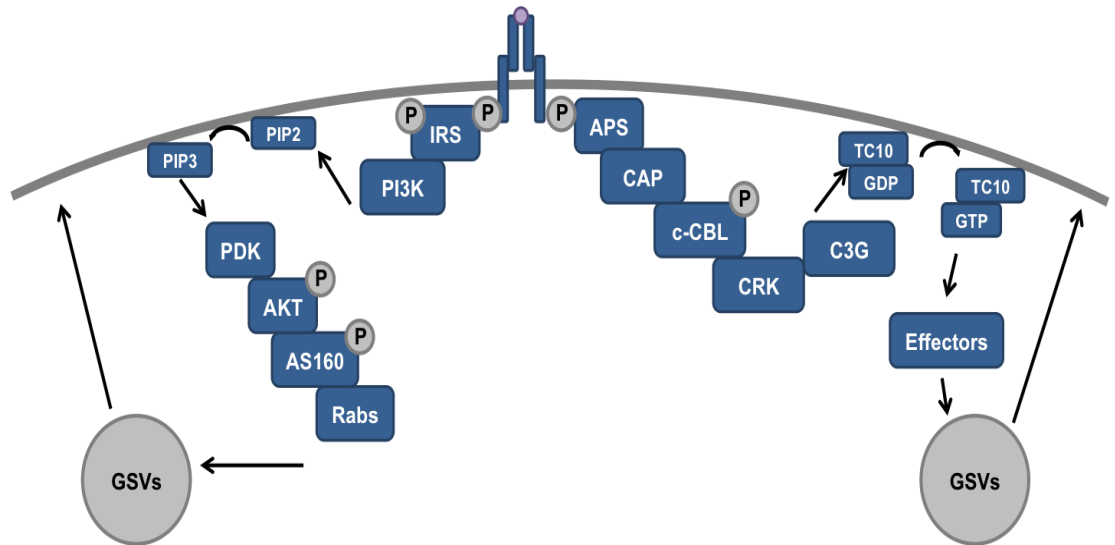 P
IRS
P
PI3K
PIP2
PIP3
PDK
AKT
P
AS160
P
Rabs
GSVs
P
APS
CAP
c-CBL
P
CRK
C3G
TC10
GDP
TC10
GTP
Effectors
GSVs